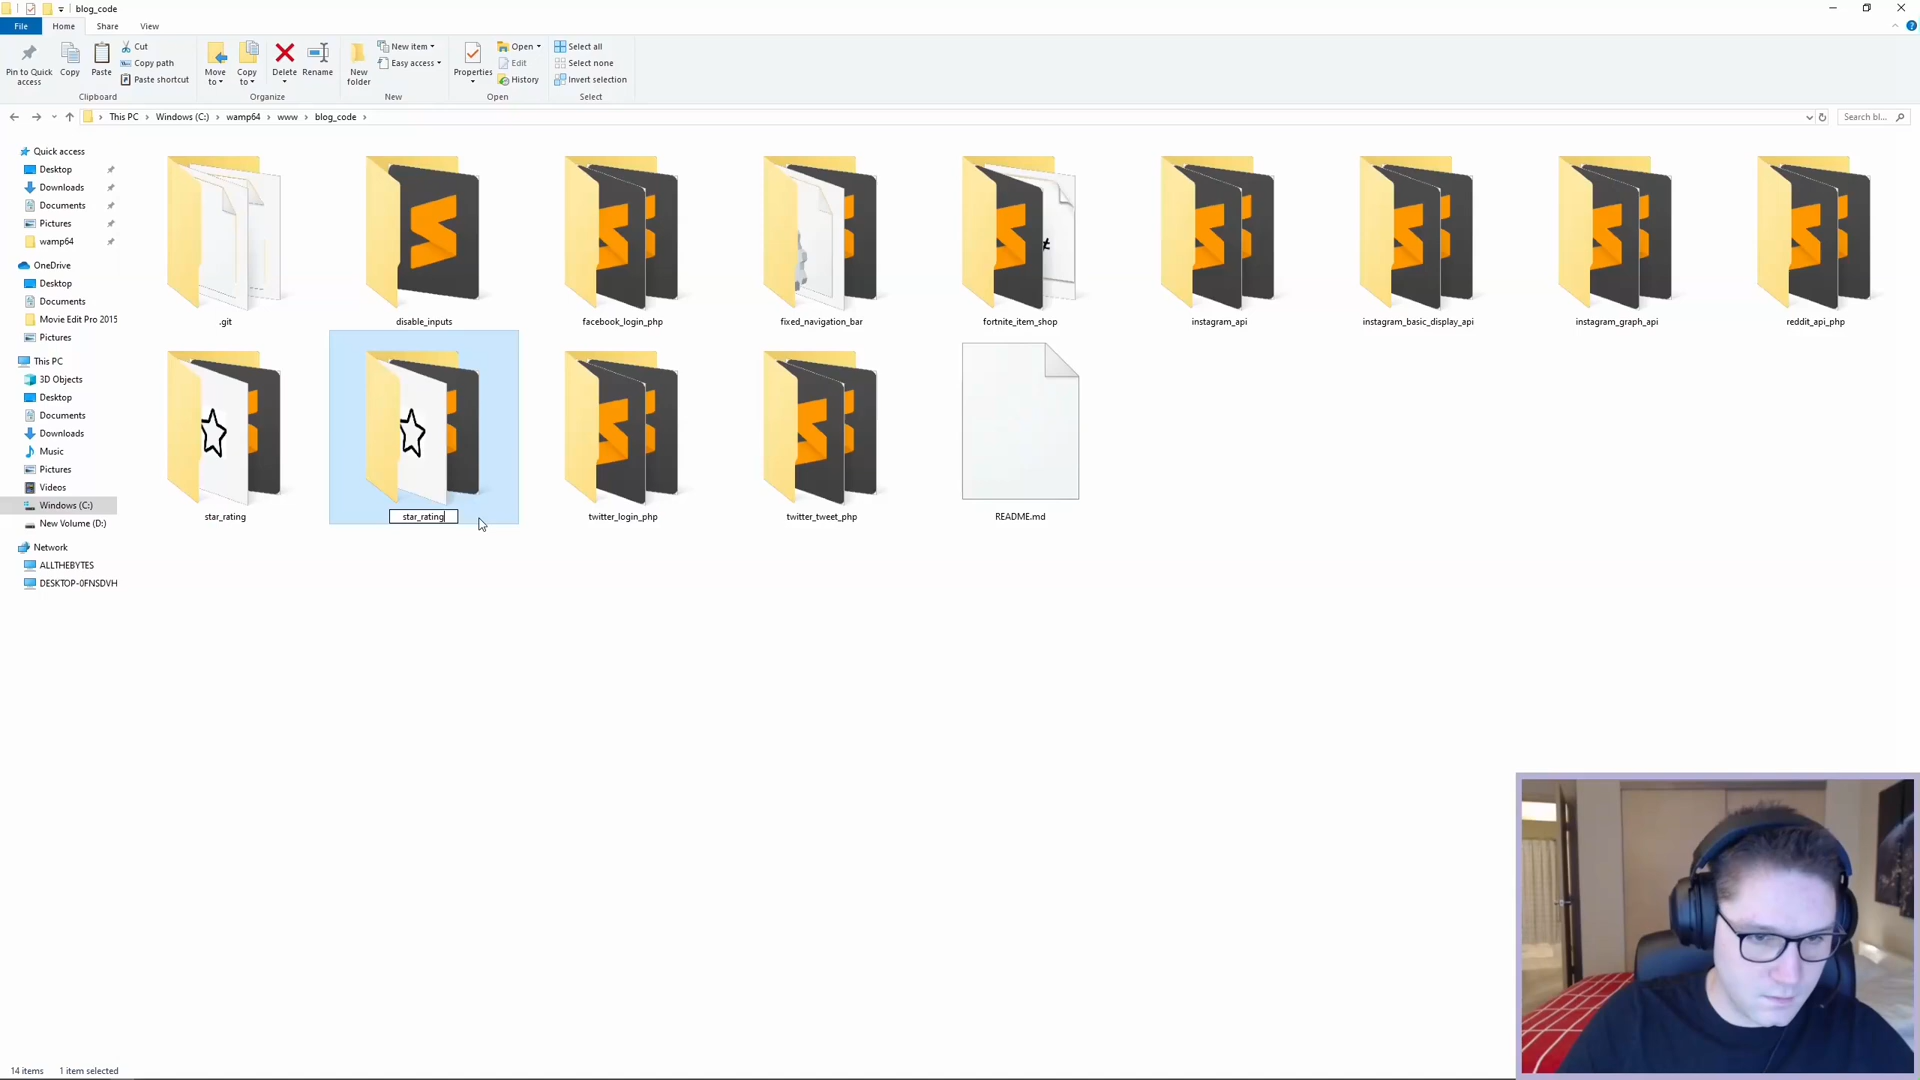 blog_code
File Home Share View
Pin to Quick access
Copy
Paste
Cut
Copy path
Paste shortcut
Move to
Copy to
Delete
Rename
New folder
New item
Easy access
Properties
Open
Edit
History
Select all
Select none
Invert selection
Clipboard Organize New Open Select
This PC Windows (C:) wamp64 www blog_code
Search bl...
Quick access
Desktop
Downloads
Documents
Pictures
wamp64
OneDrive
Desktop
Documents
Movie Edit Pro 2015
Pictures
This PC
3D Objects
Desktop
Documents
Downloads
Music
Pictures
Videos
Windows (C:)
New Volume (D:)
Network
ALLTHEBYTES
DESKTOP-0FNSDVH
.git disable_inputs facebook_login_php fixed_navigation_bar fortnite_item_shop instagram_api instagram_basic_display_api instagram_graph_api reddit_api_php
star_rating star_rating twitter_login_php twitter_tweet_php README.md
14 items 1 item selected